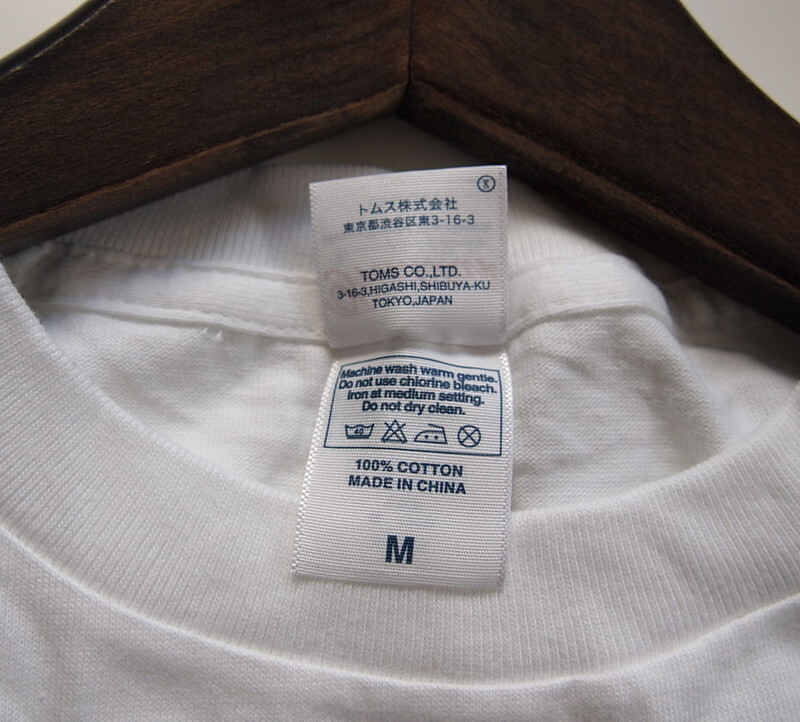 K
トムス株式会社
東京都渋谷区東3-16-3
TOMS CO.,LTD.
3-16-3,HIGASHI,SHIBUYA-KU
TOKYO,JAPAN
Machine wash warm gentle.
Do not use chlorine bleach.
Iron at medium setting.
Do not dry clean.
40
100% COTTON
MADE IN CHINA
M